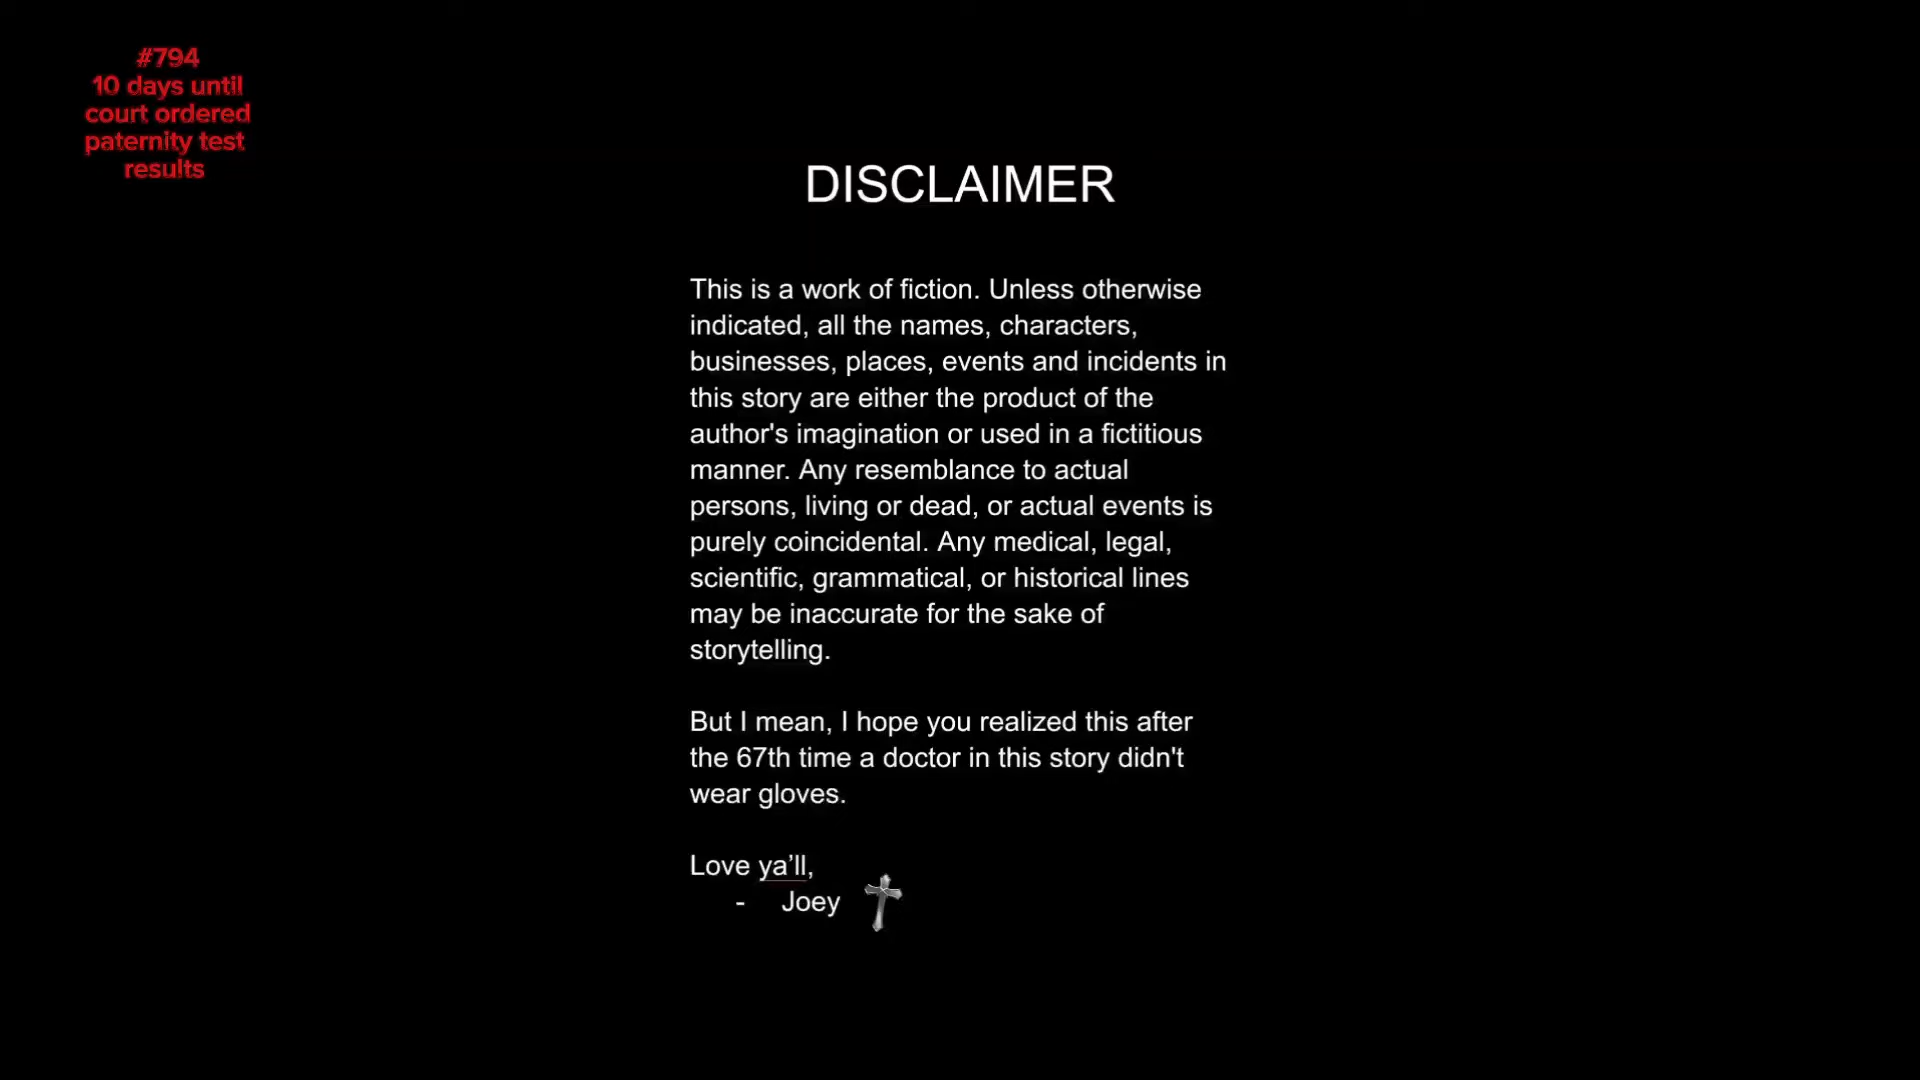 #794
10 days until
court ordered
paternity test
results
DISCLAIMER
This is a work of fiction. Unless otherwise
indicated, all the names, characters,
businesses, places, events and incidents in
this story are either the product of the
author's imagination or used in a fictitious
manner. Any resemblance to actual
persons, living or dead, or actual events is
purely coincidental. Any medical, legal,
scientific, grammatical, or historical lines
may be inaccurate for the sake of
storytelling.
But I mean, I hope you realized this after
the 67th time a doctor in this story didn't
wear gloves.
Love ya’ll,
- Joey